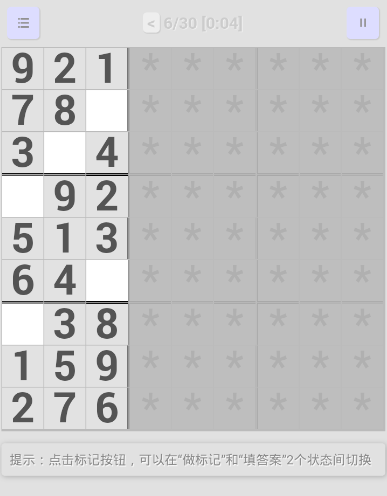 < 6/30 [0:04]
9 2 1 * * * * * *
7 8 * * * * * *
3 4 * * * * * *
9 2 * * * * * *
5 1 3 * * * * * *
6 4 * * * * * *
3 8 * * * * * *
1 5 9 * * * * * *
2 7 6 * * * * * *
提示：点击标记按钮，可以在“做标记”和“填答案”2个状态间切换